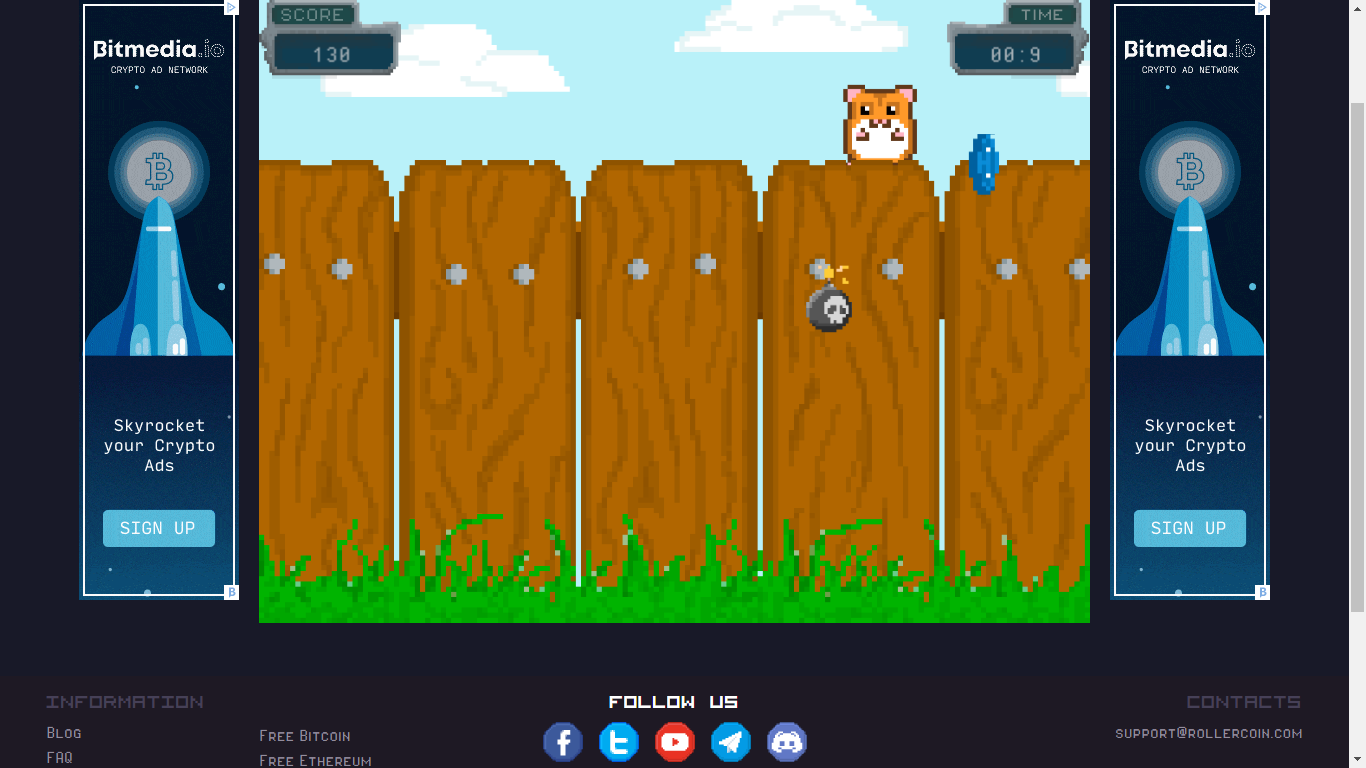 SCORE
130
TIME
00:9
Bitmedia.io
CRYPTO AD NETWORK
Skyrocket
your Crypto
Ads
SIGN UP
Bitmedia.io
CRYPTO AD NETWORK
Skyrocket
your Crypto
Ads
SIGN UP
INFORMATION
Blog
FAQ
Free Bitcoin
Free Ethereum
FOLLOW US
CONTACTS
support@rollercoin.com